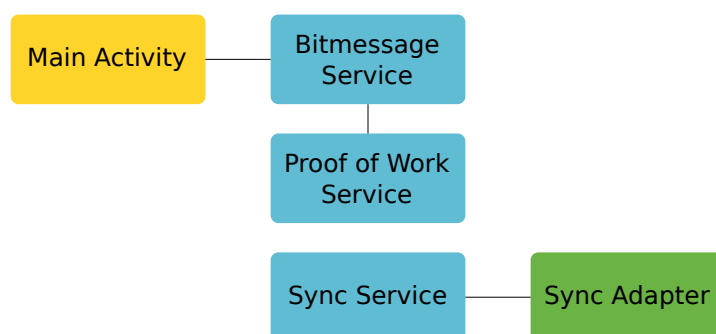 Main Activity
Bitmessage
Service
Proof of Work
Service
Sync Service
Sync Adapter